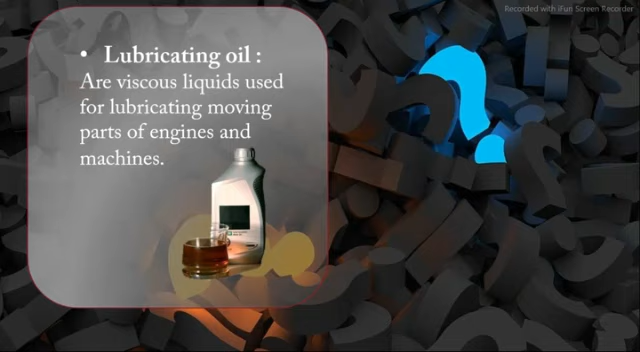 Recorded with iFun Screen Recorder
• Lubricating oil :
Are viscous liquids used
for lubricating moving
parts of engines and
machines.